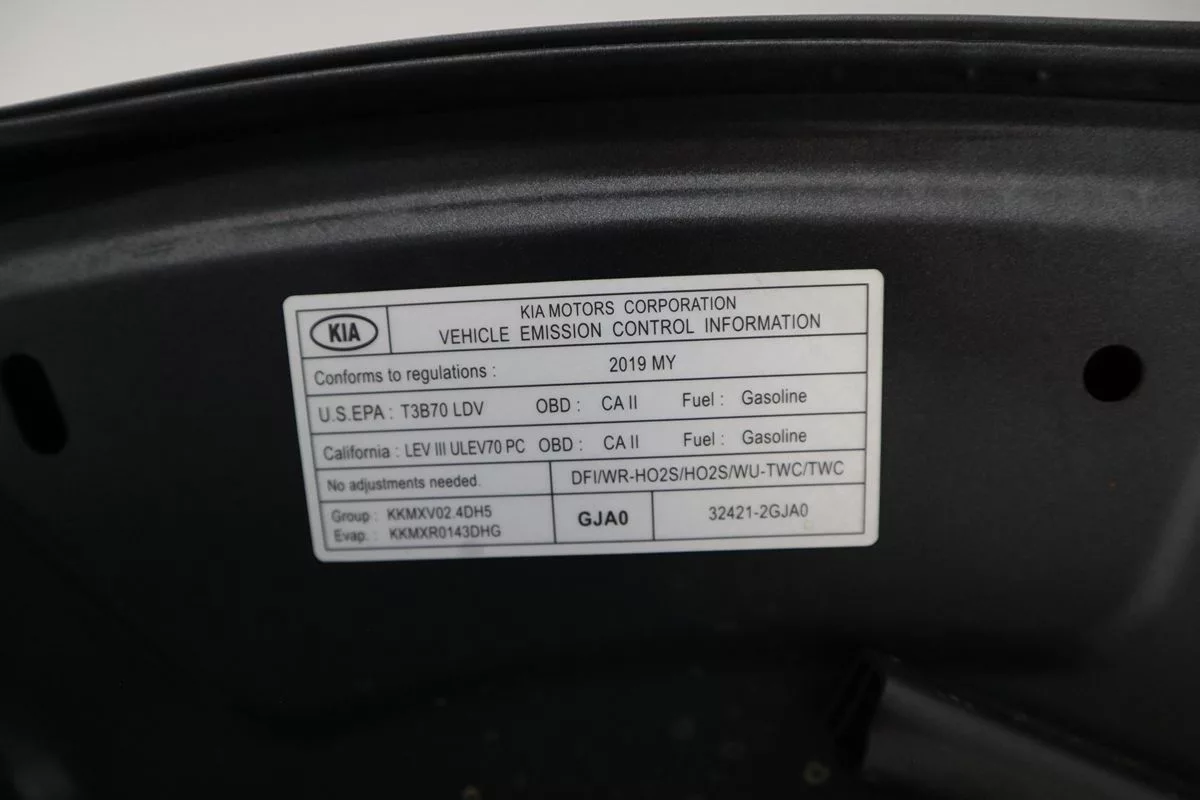 KIA
KIA MOTORS CORPORATION
VEHICLE EMISSION CONTROL INFORMATION
Conforms to regulations : 2019 MY
U.S.EPA : T3B70 LDV OBD : CA II Fuel : Gasoline
California : LEV III ULEV70 PC OBD : CA II Fuel : Gasoline
No adjustments needed. DFI/WR-HO2S/HO2S/WU-TWC/TWC
Group : KKMXV02.4DH5
Evap. : KKMXR0143DHG
GJA0
32421-2GJA0